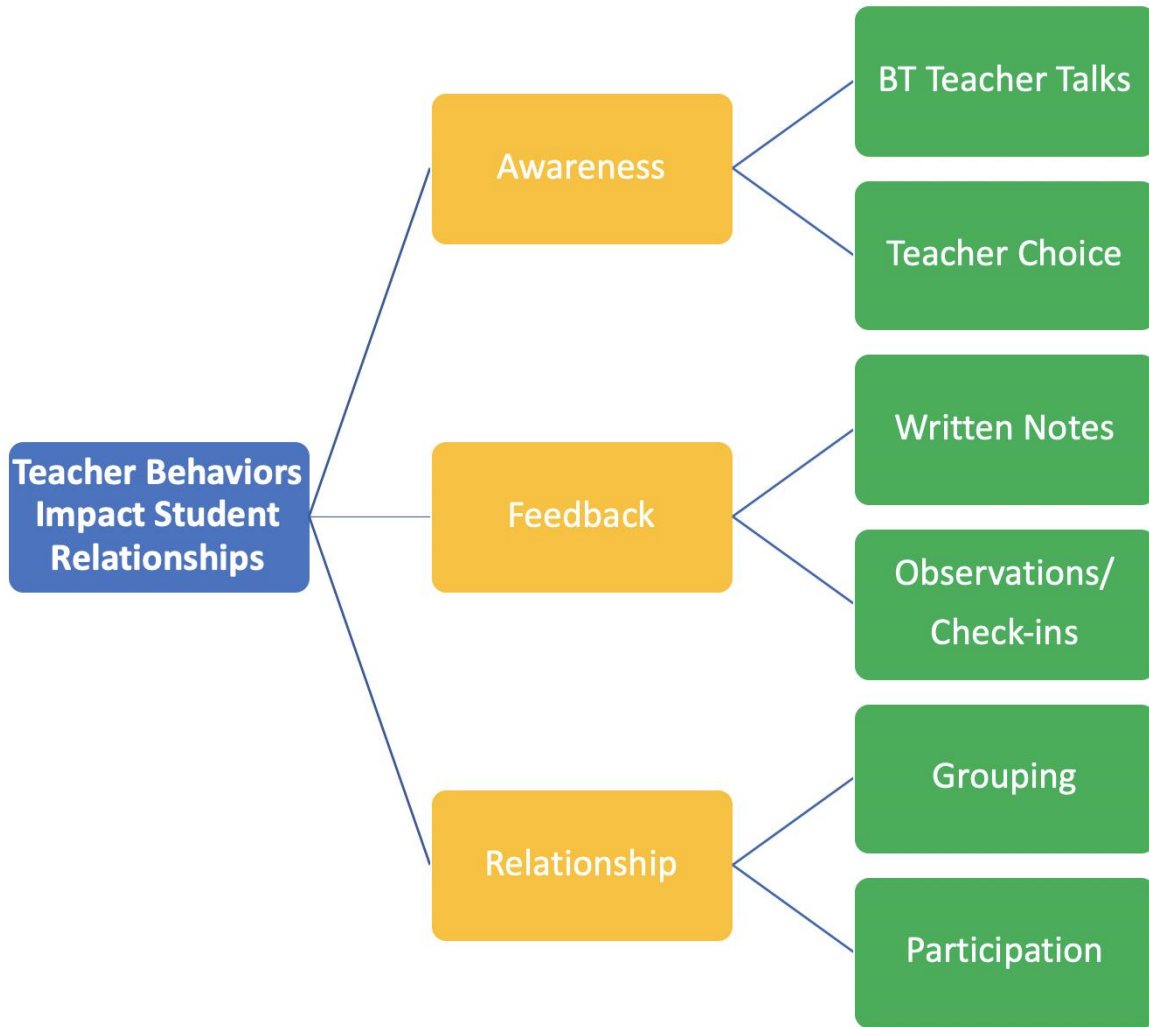 Teacher Behaviors
Impact Student
Relationships
Awareness
BT Teacher Talks
Teacher Choice
Feedback
Written Notes
Observations/
Check-ins
Relationship
Grouping
Participation